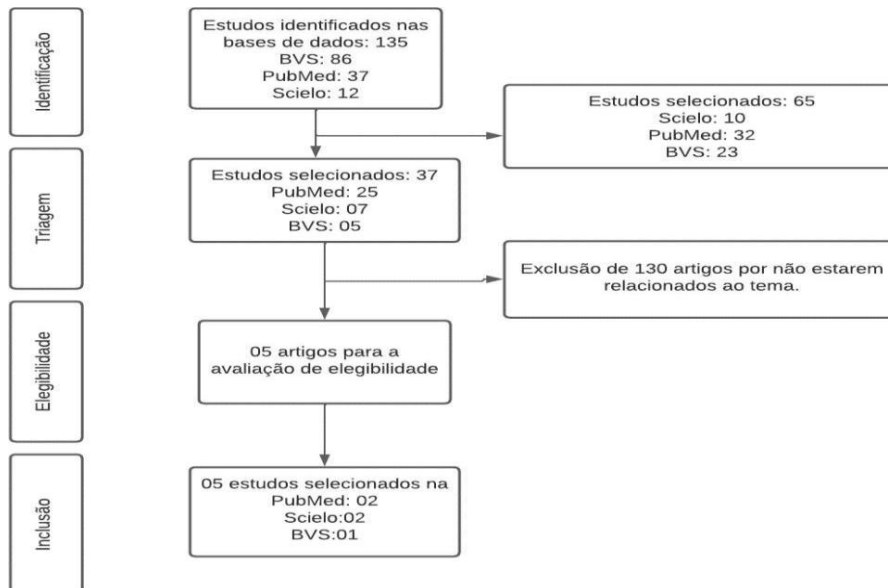 Identificação
Estudos identificados nas
bases de dados: 135
BVS: 86
PubMed: 37
Scielo: 12
Estudos selecionados: 65
Scielo: 10
PubMed: 32
BVS: 23
Triagem
Estudos selecionados: 37
PubMed: 25
Scielo: 07
BVS: 05
Exclusão de 130 artigos por não estarem
relacionados ao tema.
Elegibilidade
05 artigos para a
avaliação de elegibilidade
Inclusão
05 estudos selecionados na
PubMed: 02
Scielo:02
BVS:01